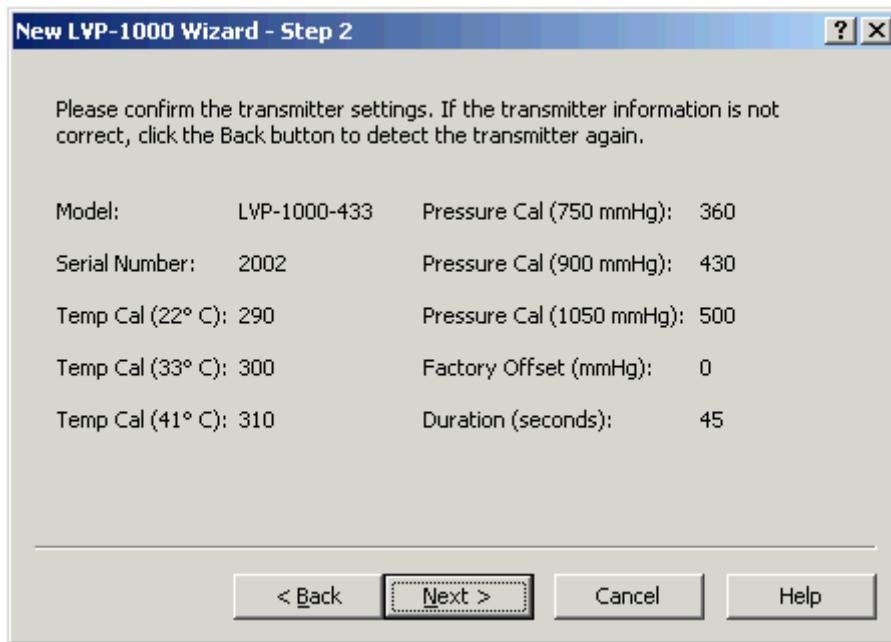 New LVP-1000 Wizard - Step 2
Please confirm the transmitter settings. If the transmitter information is not
correct, click the Back button to detect the transmitter again.
Model: LVP-1000-433 Pressure Cal (750 mmHg): 360
Serial Number: 2002 Pressure Cal (900 mmHg): 430
Temp Cal (22° C): 290 Pressure Cal (1050 mmHg): 500
Temp Cal (33° C): 300 Factory Offset (mmHg): 0
Temp Cal (41° C): 310 Duration (seconds): 45
< Back Next > Cancel Help